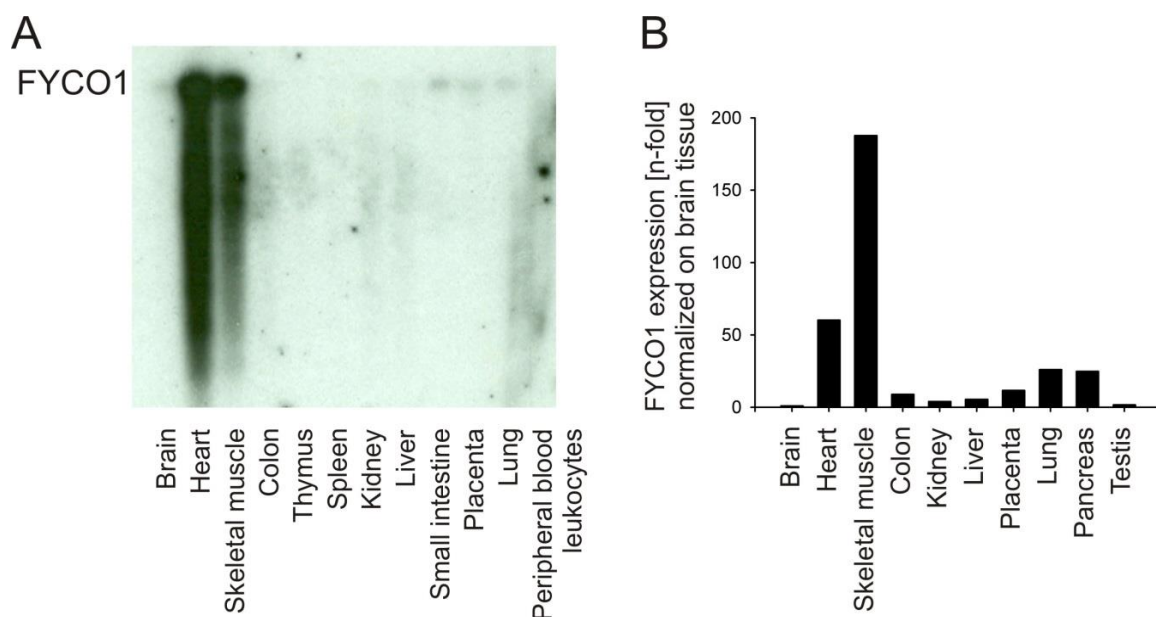 A
FYCO1
Brain
Heart
Skeletal muscle
Colon
Thymus
Spleen
Kidney
Liver
Small intestine
Placenta
Lung
Peripheral blood
leukocytes
B
FYCO1 expression [n-fold]
normalized on brain tissue
200
150
100
50
0
Brain
Heart
Skeletal muscle
Colon
Kidney
Liver
Placenta
Lung
Pancreas
Testis